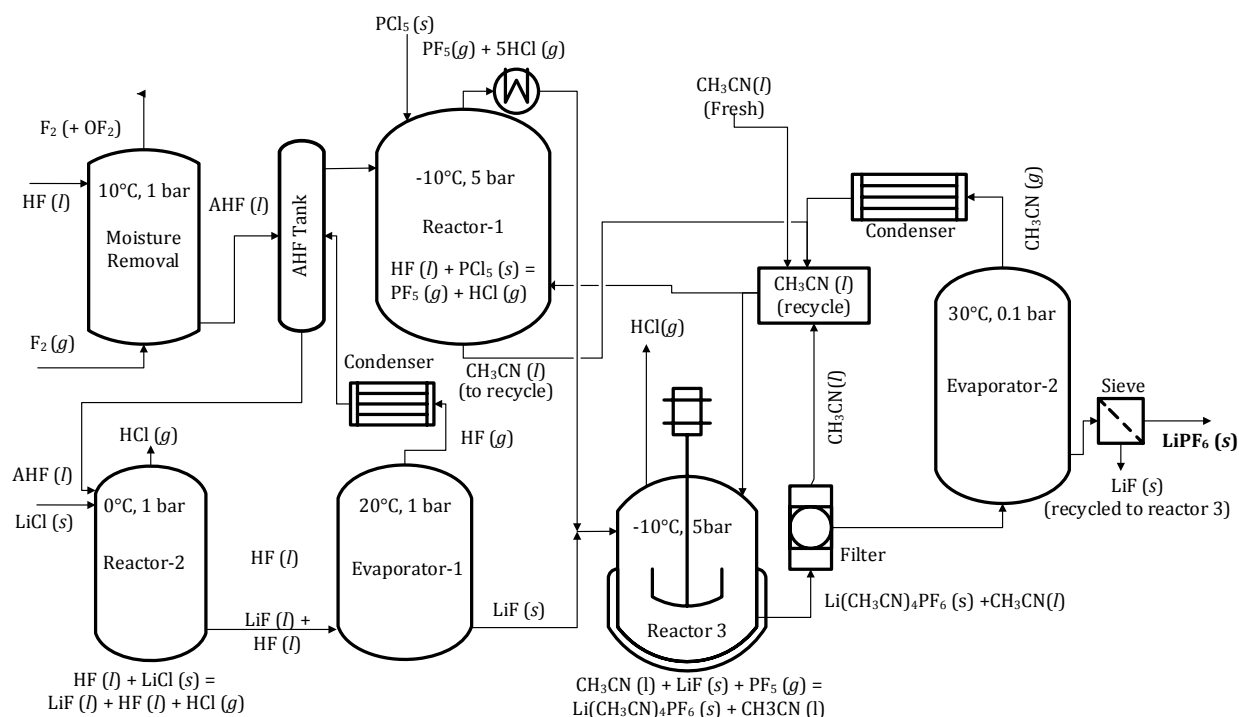 PCl₅ (s)
PF₅(g) + 5HCl (g)
F₂ (+ OF₂)
HF (l)
10°C, 1 bar
Moisture
Removal
F₂ (g)
AHF (l)
AHF Tank
-10°C, 5 bar
Reactor-1
HF (l) + PCl₅ (s) =
PF₅ (g) + HCl (g)
CH₃CN(l)
(Fresh)
CH₃CN (l)
(recycle)
Condenser
CH₃CN (g)
30°C, 0.1 bar
Evaporator-2
Sieve
LiPF₆ (s)
LiF (s)
(recycled to reactor 3)
Condenser
HF (g)
CH₃CN (l)
(to recycle)
HCl(g)
CH₃CN(l)
Filter
HCl (g)
AHF (l)
LiCl (s)
0°C, 1 bar
Reactor-2
HF (l)
LiF (l) +
HF (l)
20°C, 1 bar
Evaporator-1
LiF (s)
-10°C, 5bar
Reactor 3
Li(CH₃CN)₄PF₆ (s) +CH₃CN(l)
HF (l) + LiCl (s) =
LiF (l) + HF (l) + HCl (g)
CH₃CN (l) + LiF (s) + PF₅ (g) =
Li(CH₃CN)4PF₆ (s) + CH3CN (l)